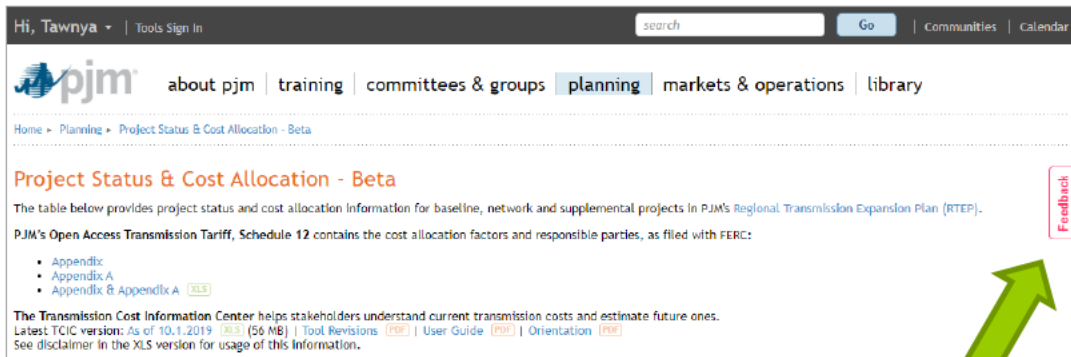 Hi, Tawnya | Tools Sign In search Go | Communities | Calendar
pjm about pjm | training | committees & groups | planning | markets & operations | library
Home ▸ Planning ▸ Project Status & Cost Allocation - Beta
Project Status & Cost Allocation - Beta
Feedback
The table below provides project status and cost allocation information for baseline, network and supplemental projects in PJM's Regional Transmission Expansion Plan (RTEP).
PJM's Open Access Transmission Tariff, Schedule 12 contains the cost allocation factors and responsible parties, as filed with FERC:
• Appendix
• Appendix A
• Appendix & Appendix A XLS
The Transmission Cost Information Center helps stakeholders understand current transmission costs and estimate future ones.
Latest TCIC version: As of 10.1.2019 XLS (56 MB) | Tool Revisions PDF | User Guide PDF | Orientation PDF
See disclaimer in the XLS version for usage of this information.